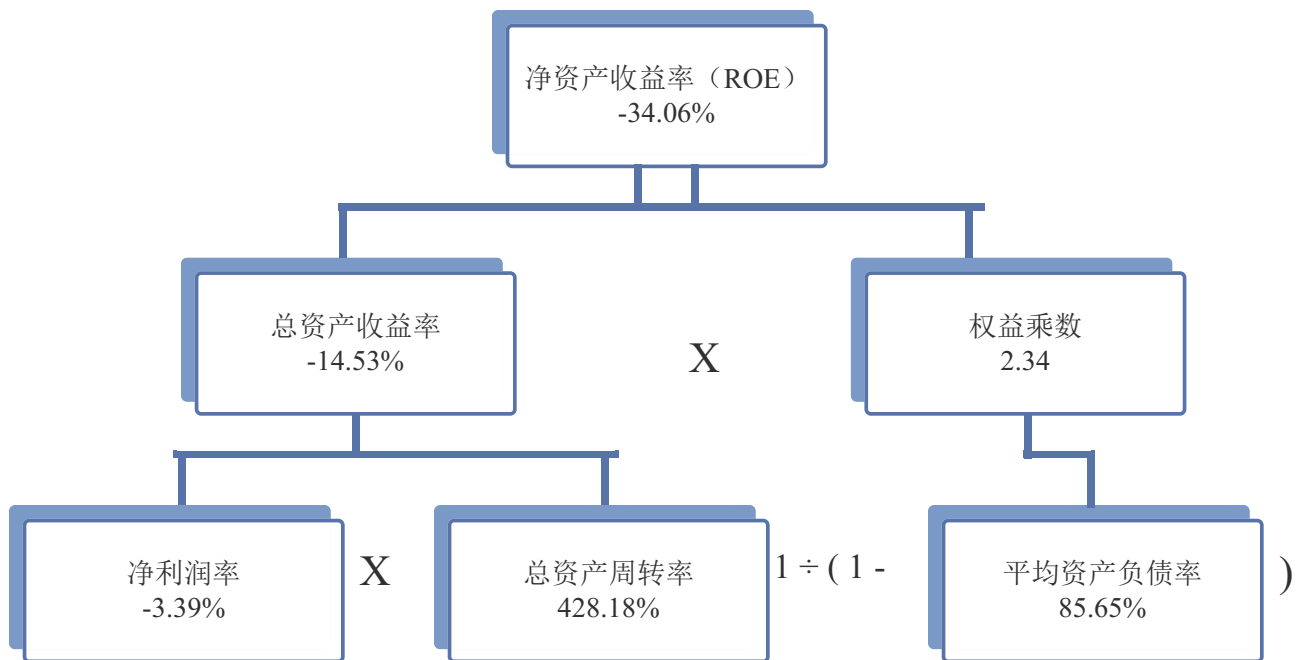 净资产收益率（ROE）
-34.06%
总资产收益率
-14.53%
X
权益乘数
2.34
净利润率
-3.39%
X
总资产周转率
428.18%
1 ÷ ( 1 -
平均资产负债率
85.65%
)